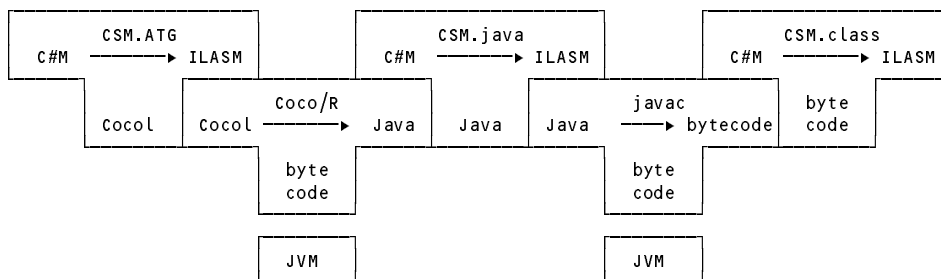 CSM.ATG CSM.java CSM.class
C#M ILASM C#M ILASM C#M ILASM
Coco/R javac byte
Cocol Cocol Java Java Java bytecode code
byte byte
code code
JVM JVM